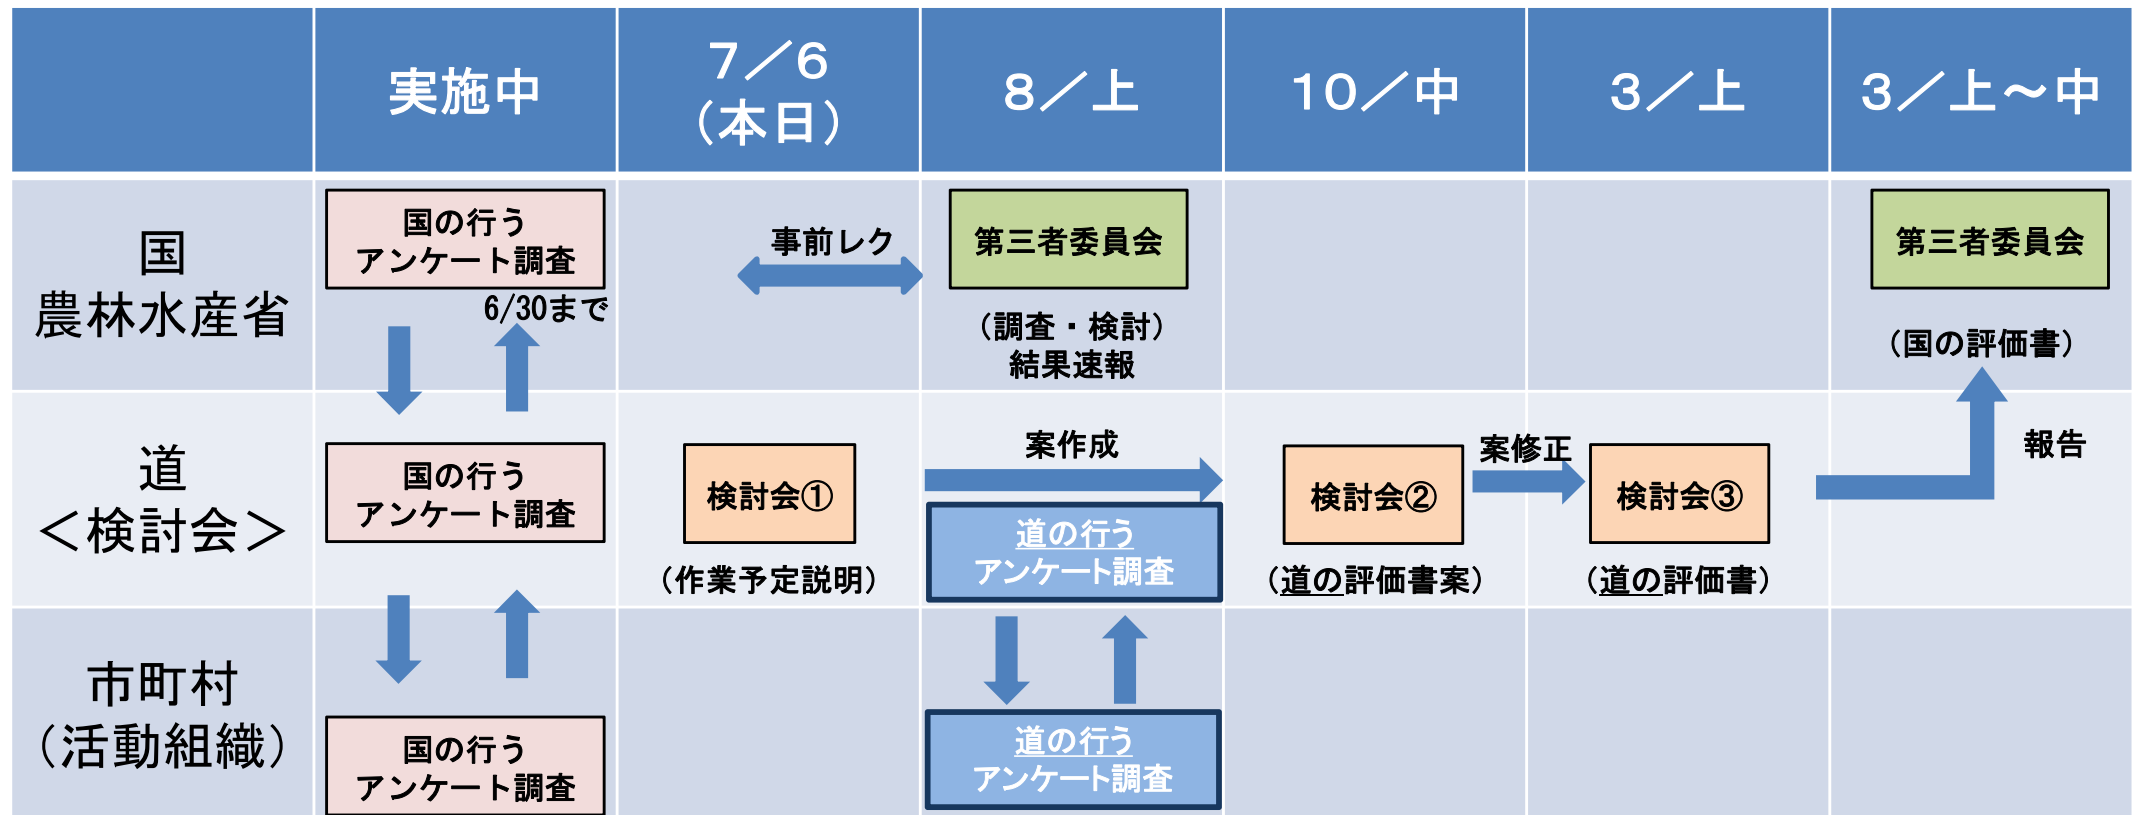 実施中
7／6
（本日）
8／上
10／中
3／上
3／上～中
国
農林水産省
国の行う
アンケート調査
6/30まで
事前レク
第三者委員会
（調査・検討）
結果速報
第三者委員会
（国の評価書）
道
＜検討会＞
国の行う
アンケート調査
検討会①
（作業予定説明）
案作成
道の行う
アンケート調査
検討会②
（道の評価書案）
案修正
検討会③
（道の評価書）
報告
市町村
（活動組織）
国の行う
アンケート調査
道の行う
アンケート調査